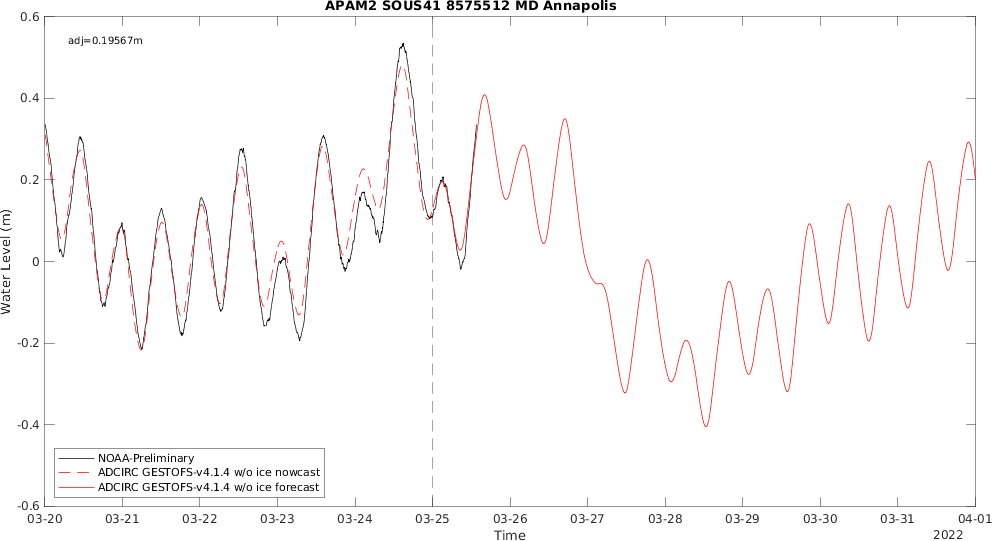 APAM2 SOUS41 8575512 MD Annapolis
adj=0.19567m
0.6
0.4
0.2
0
-0.2
-0.4
-0.6
Water Level (m)
NOAA-Preliminary
ADCIRC GESTOFS-v4.1.4 w/o ice nowcast
ADCIRC GESTOFS-v4.1.4 w/o ice forecast
03-20 03-21 03-22 03-23 03-24 03-25 03-26 03-27 03-28 03-29 03-30 03-31 04-01
Time
2022